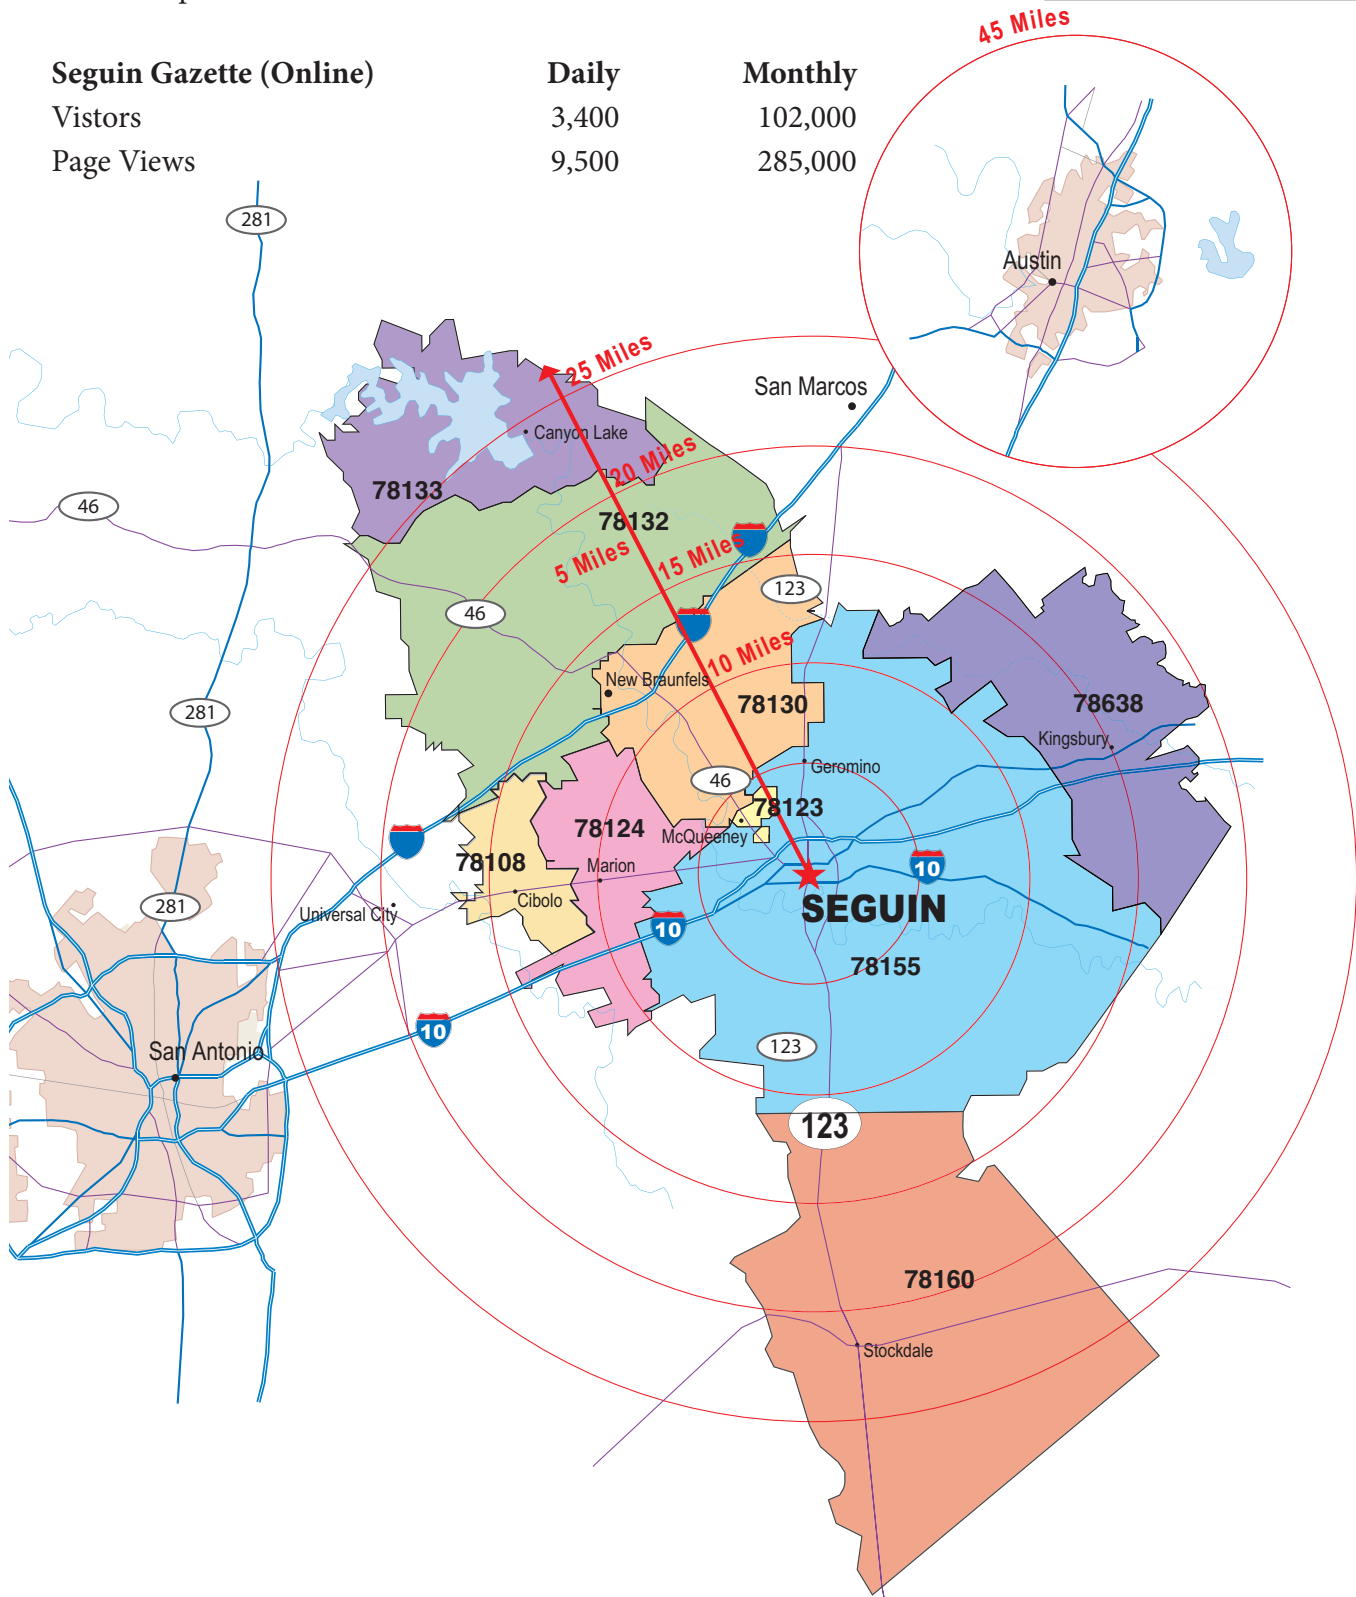 45 Miles
Seguin Gazette (Online) Daily Monthly
Vistors 3,400 102,000
Page Views 9,500 285,000
281
Austin
25 Miles
San Marcos
Canyon Lake
20 Miles
78133
46
78132
5 Miles
15 Miles
123
46
10 Miles
New Braunfels
78130
78638
281
Kingsbury
Geromino
46
78123
78124
McQueeney
78108
Marion
10
Cibolo
281
Universal City
SEGUIN
10
78155
10
San Antonio
123
123
78160
Stockdale